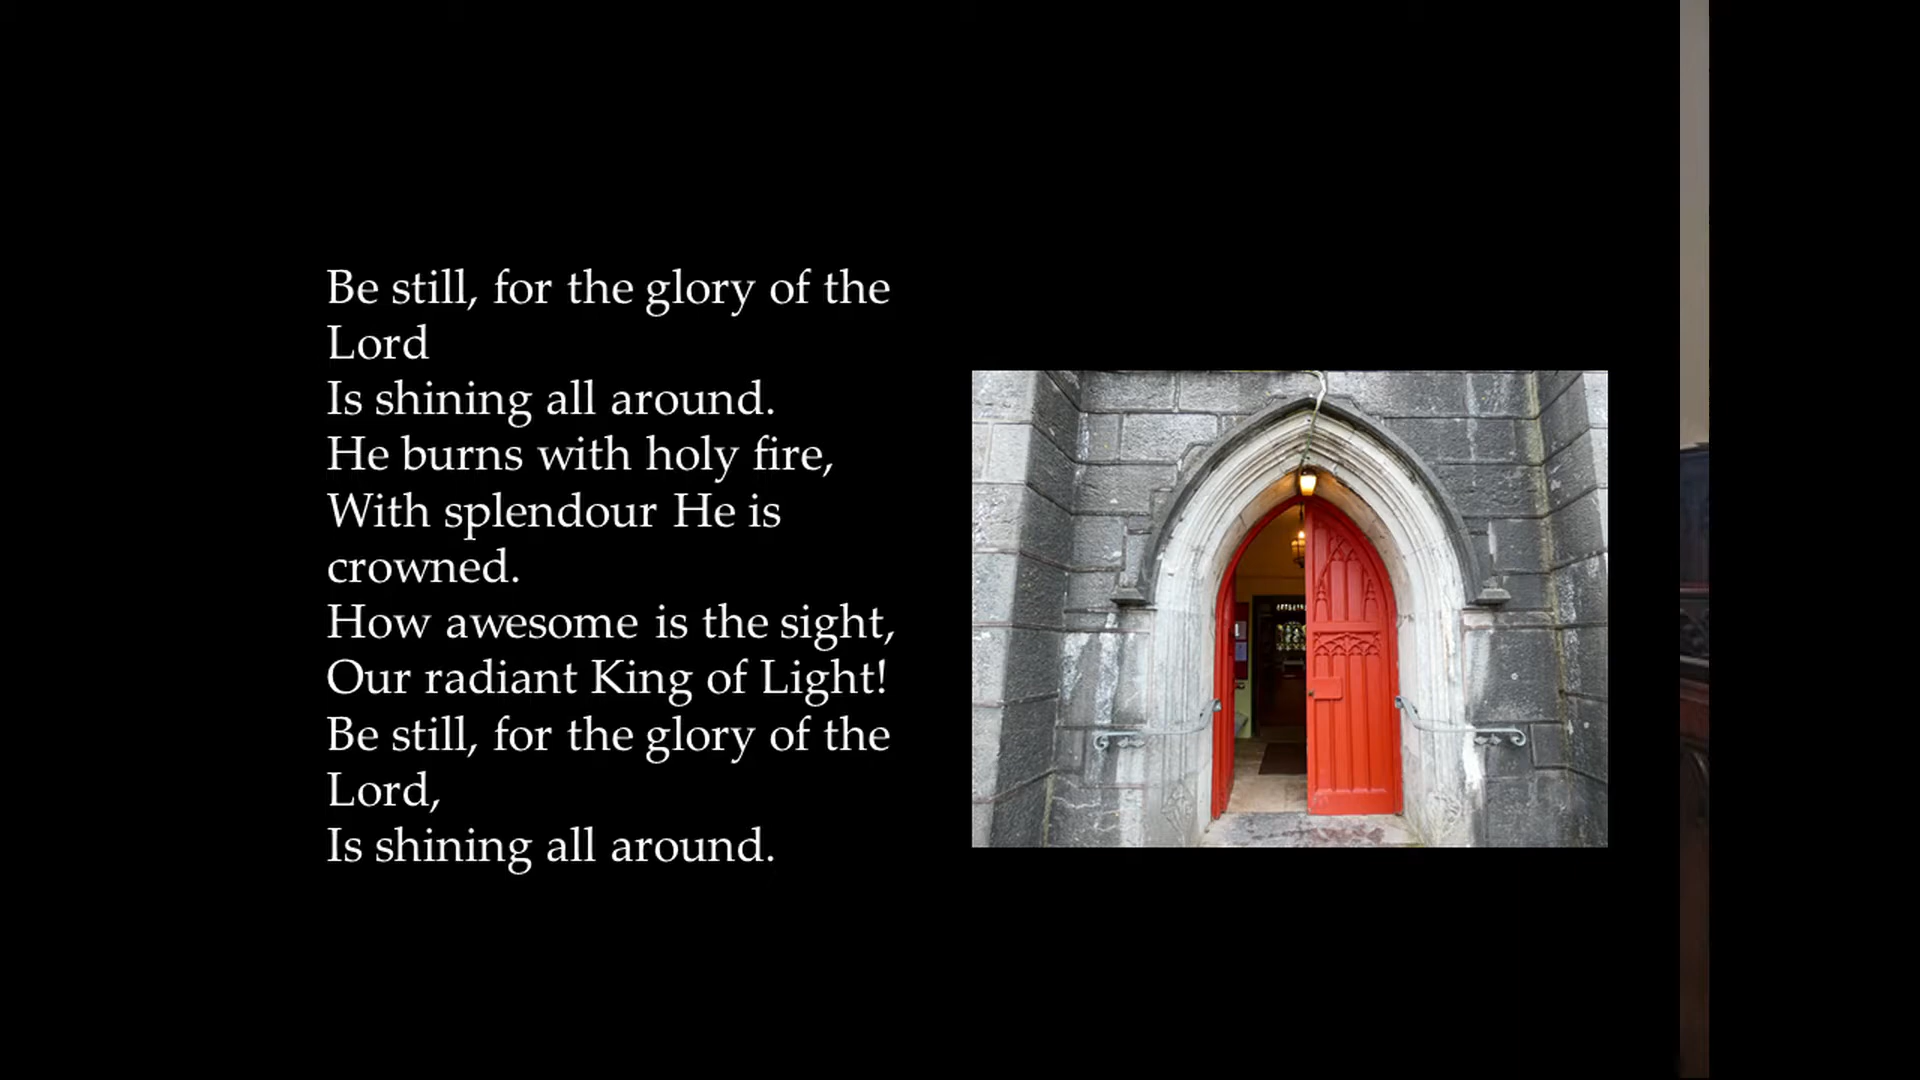 Be still, for the glory of the
Lord
Is shining all around.
He burns with holy fire,
With splendour He is
crowned.
How awesome is the sight,
Our radiant King of Light!
Be still, for the glory of the
Lord,
Is shining all around.